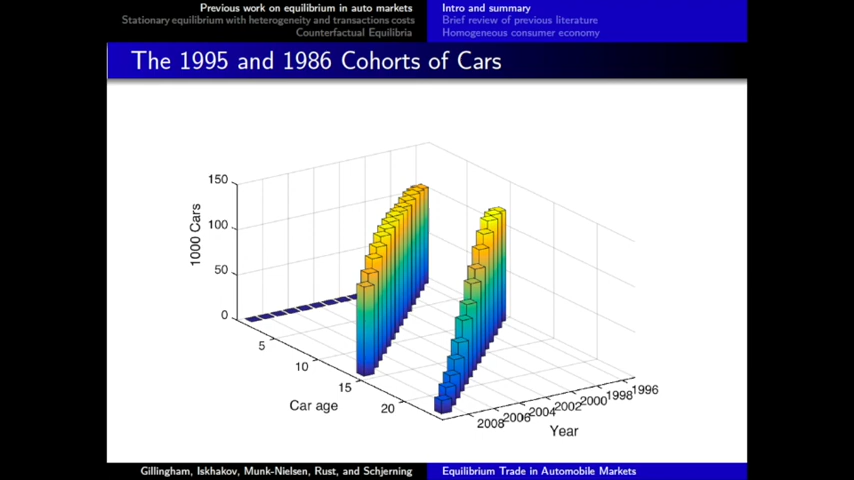 Previous work on equilibrium in auto markets
Stationary equilibrium with heterogeneity and transactions costs
Counterfactual Equilibria
Intro and summary
Brief review of previous literature
Homogeneous consumer economy
The 1995 and 1986 Cohorts of Cars
150
100
50
0
1000 Cars
5
10
15
20
Car age
2008
2006
2004
2002
2000
1998
1996
Year
Gillingham, Iskhakov, Munk-Nielsen, Rust, and Schjerning
Equilibrium Trade in Automobile Markets